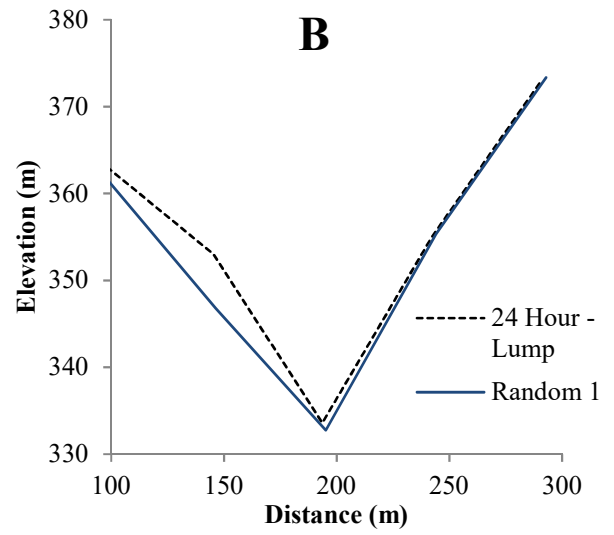 B
380
370
360
350
340
330
Elevation (m)
100
150
200
250
300
Distance (m)
24 Hour -
Lump
Random 1